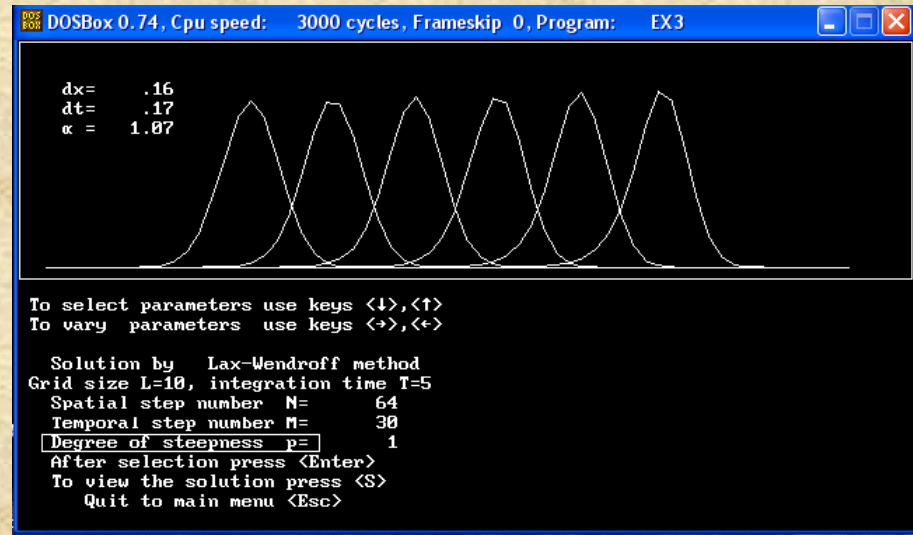 DOSBox 0.74, Cpu speed: 3000 cycles, Frameskip 0, Program: EX3
dx= .16
dt= .17
α = 1.07
To select parameters use keys <↓>,<↑>
To vary parameters use keys <→>,<←>
Solution by Lax-Wendroff method
Grid size L=10, integration time T=5
Spatial step number N= 64
Temporal step number M= 30
Degree of steepness p= 1
After selection press <Enter>
To view the solution press <S>
Quit to main menu <Esc>